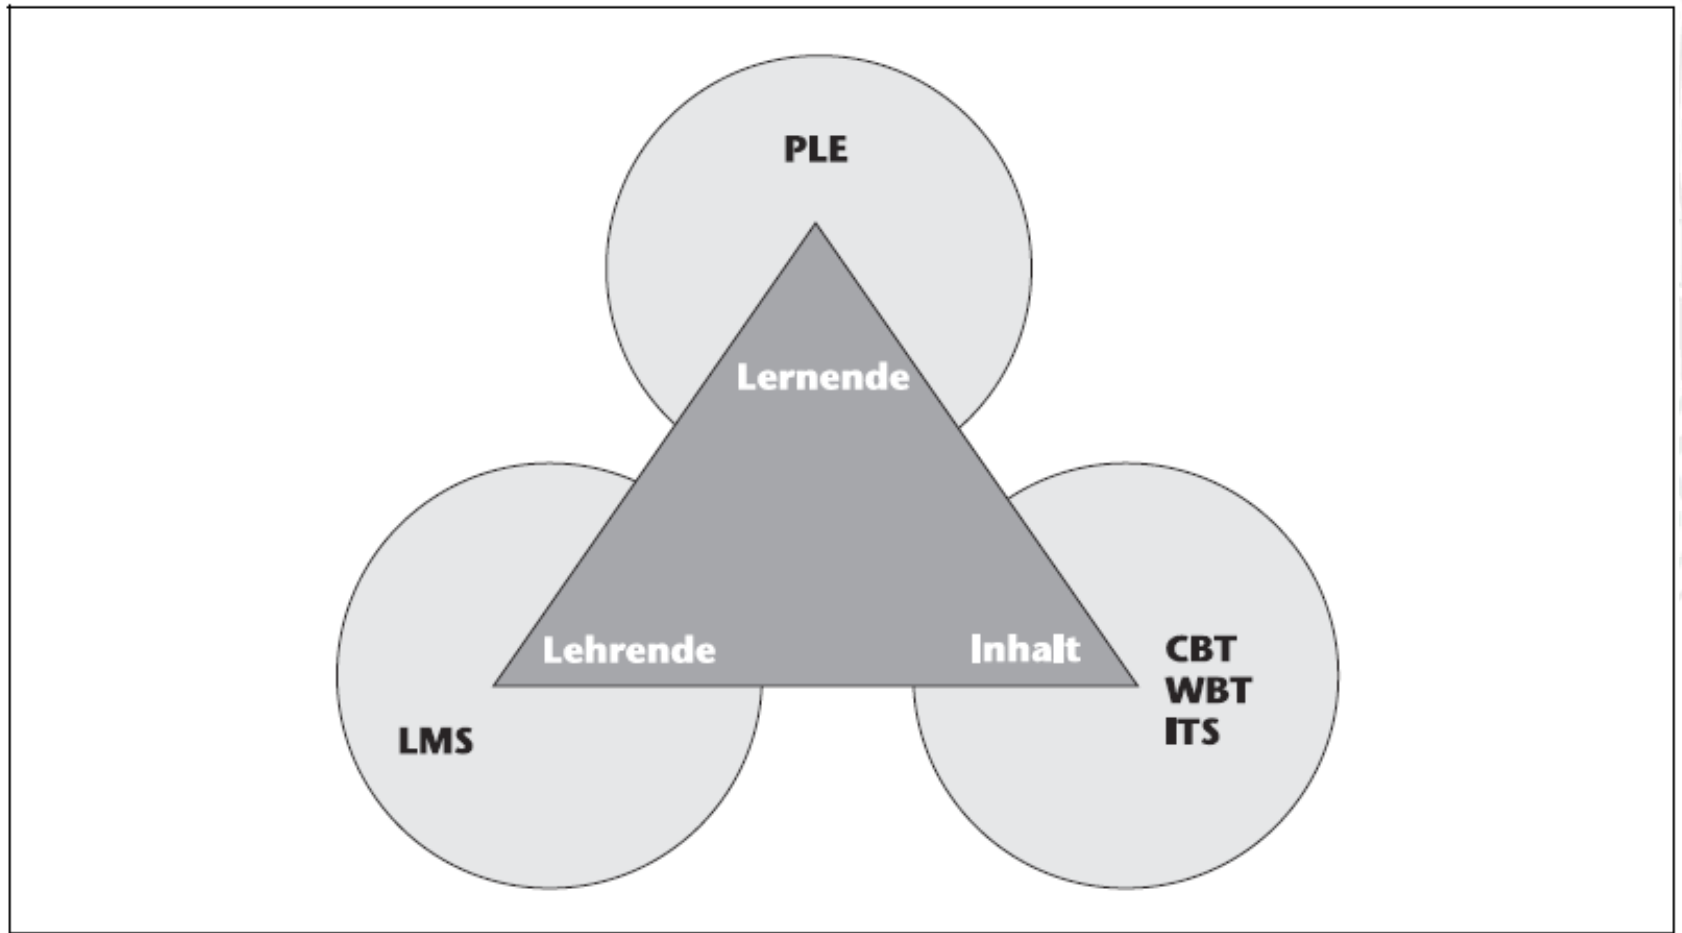 PLE
Lernende
Lehrende
Inhalt
CBT
WBT
ITS
LMS